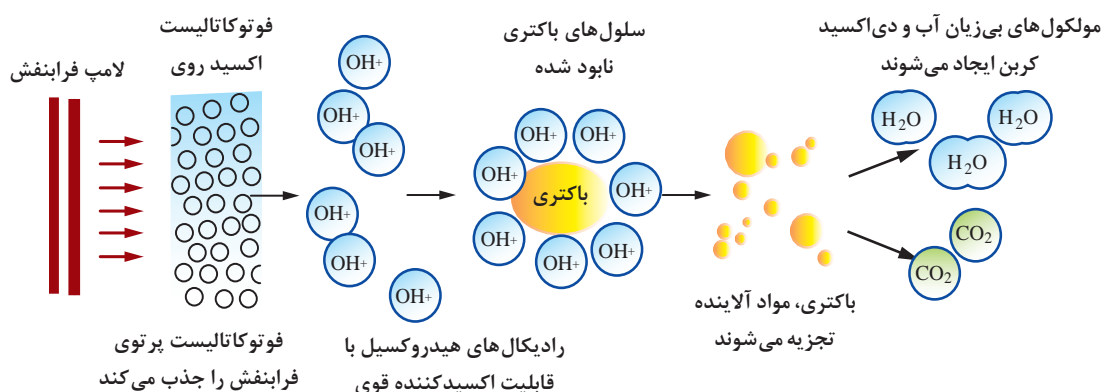 لامپ فرابنفش
فوتوکاتالیست
اکسید روی
فوتوکاتالیست پرتوی
فرابنفش را جذب می‌کند
OH+
OH+
OH+
OH+
OH+
OH+
رادیکال‌های هیدروکسیل با
قابلیت اکسیدکننده قوی
سلول‌های باکتری
نابود شده
OH+
OH+
OH+
OH+
OH+
OH+
OH+
باکتری
OH+
باکتری، مواد آلاینده
تجزیه می‌شوند
مولکول‌های بی‌زیان آب و دی‌اکسید
کربن ایجاد می‌شوند
H2O
H2O
H2O
CO2
CO2